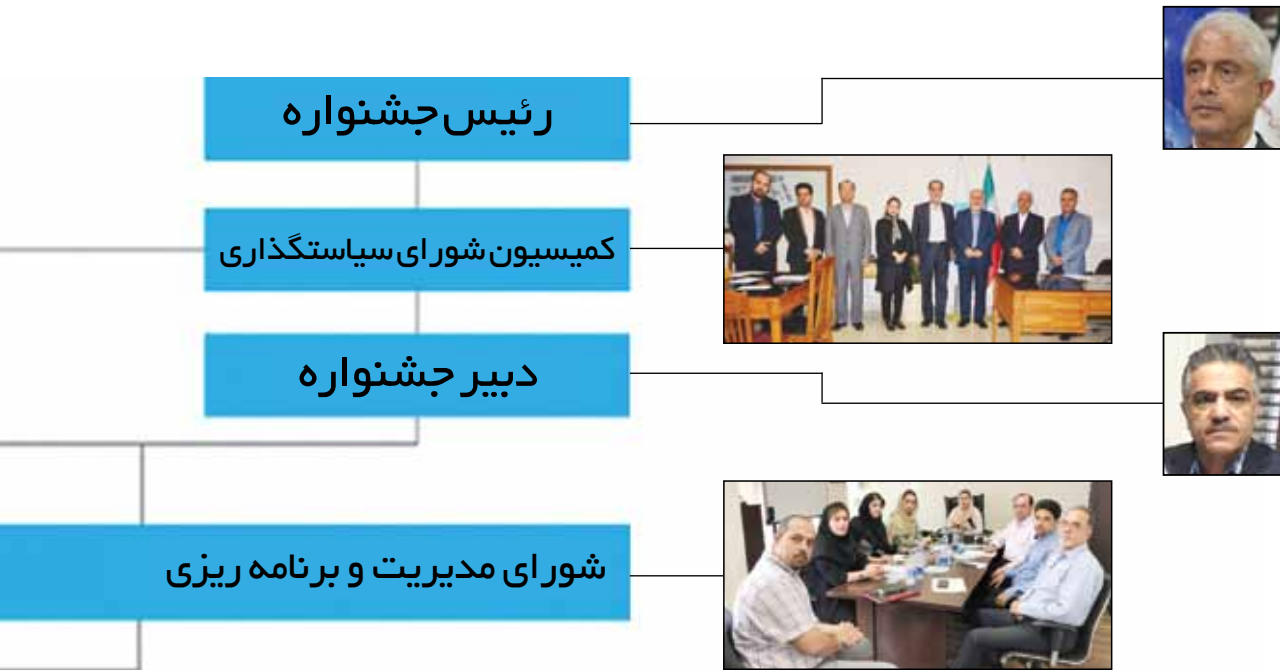 رئیس جشنواره
کمیسیون شورای سیاستگذاری
دبیر جشنواره
شورای مدیریت و برنامه ریزی